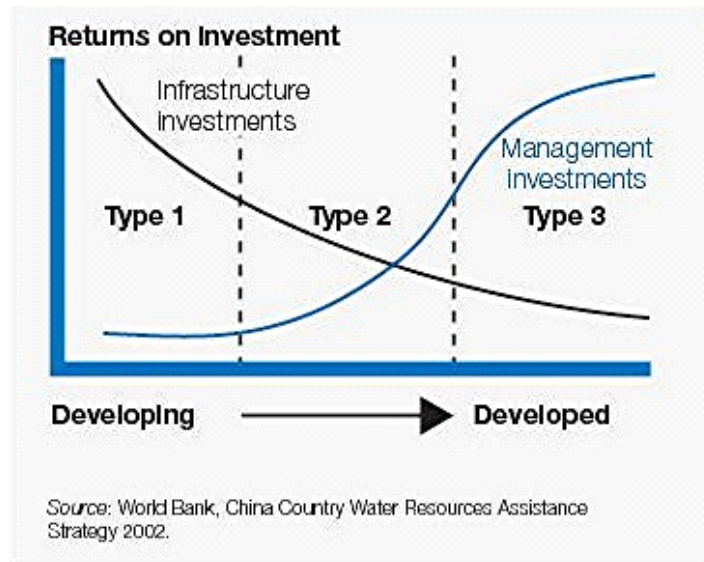 Returns on Investment
Infrastructure
investments
Management
investments
Type 1
Type 2
Type 3
Developing
Developed
Source: World Bank, China Country Water Resources Assistance
Strategy 2002.